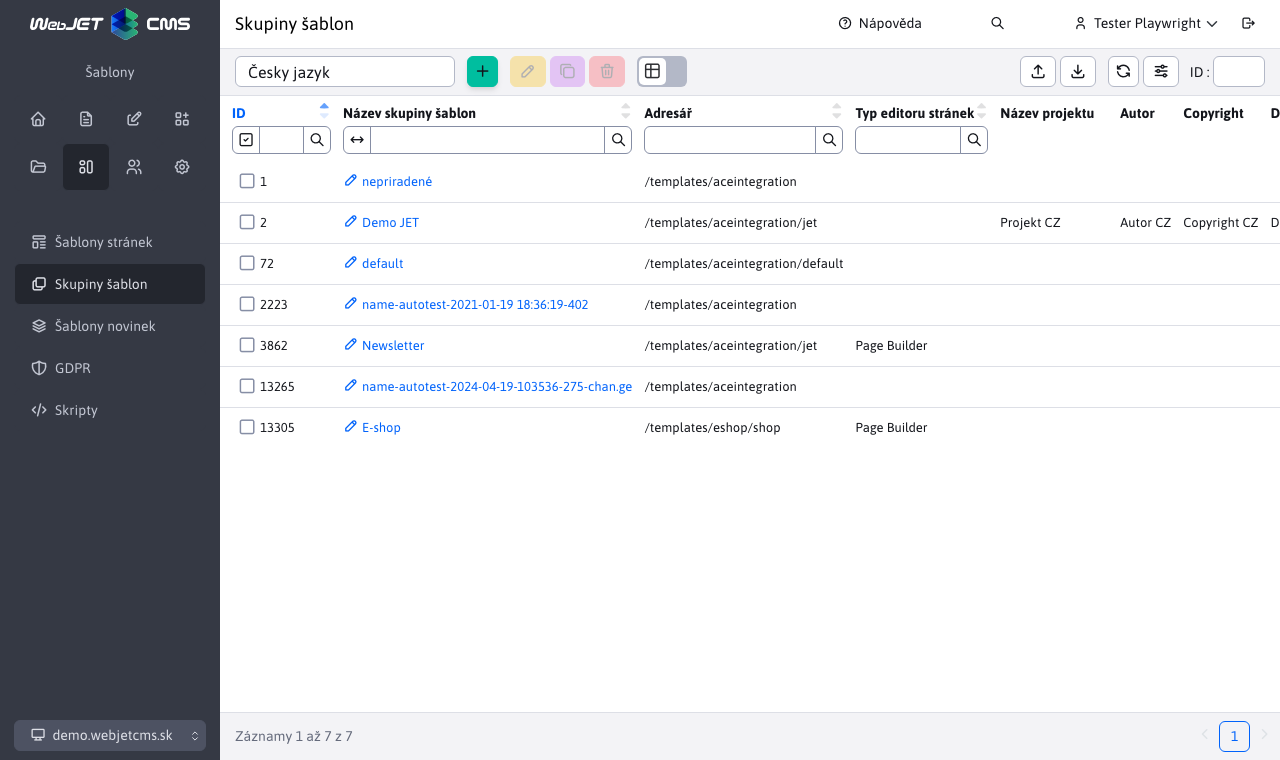 WebJET CMS
Šablony
Šablony stránek
Skupiny šablon
Šablony novinek
GDPR
Skripty
demo.webjetcms.sk
Skupiny šablon
Nápověda
Tester Playwright
Česky jazyk
ID :
ID Název skupiny šablon Adresář Typ editoru stránek Název projektu Autor Copyright D
1 nepriradené /templates/aceintegration
2 Demo JET /templates/aceintegration/jet Projekt CZ Autor CZ Copyright CZ D
72 default /templates/aceintegration/default
2223 name-autotest-2021-01-19 18:36:19-402 /templates/aceintegration
3862 Newsletter /templates/aceintegration/jet Page Builder
13265 name-autotest-2024-04-19-103536-275-chan.ge /templates/aceintegration
13305 E-shop /templates/eshop/shop Page Builder
Záznamy 1 až 7 z 7
1